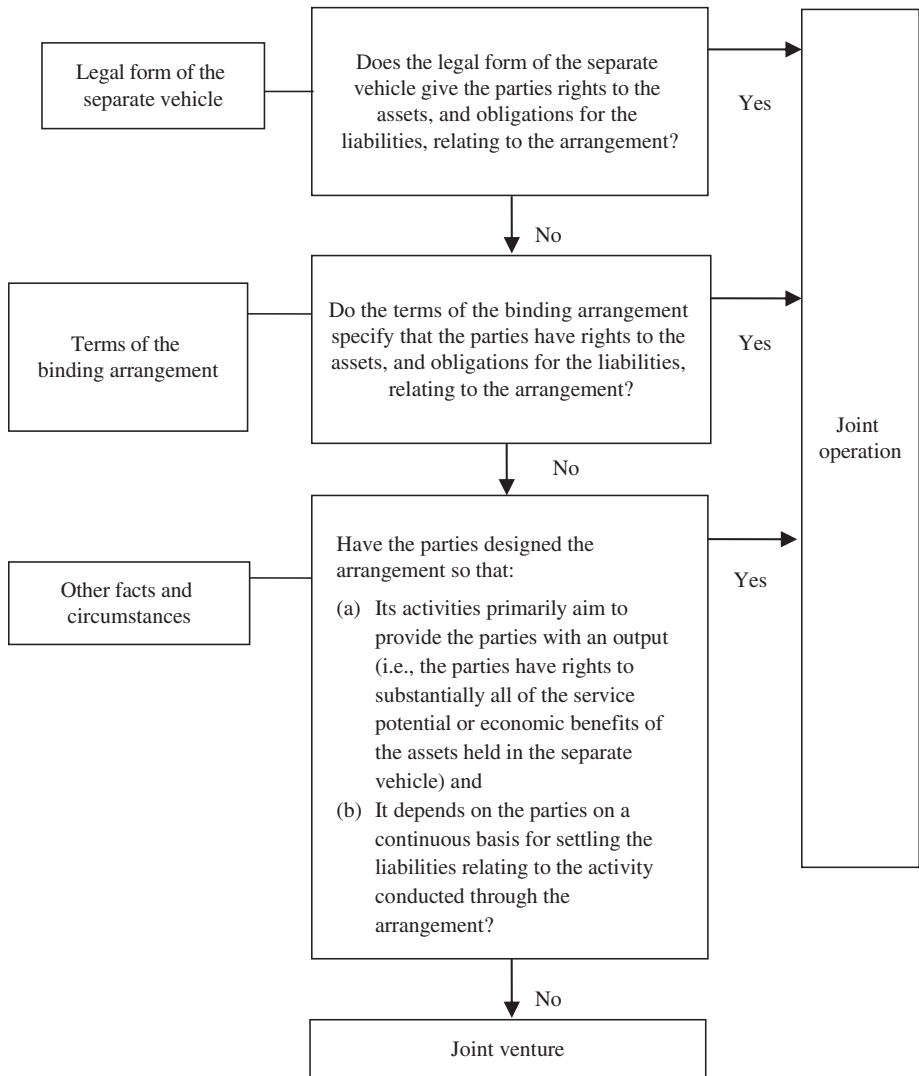 Legal form of the
separate vehicle
Does the legal form of the separate
vehicle give the parties rights to the
assets, and obligations for the
liabilities, relating to the arrangement?
Yes
No
Terms of the
binding arrangement
Do the terms of the binding arrangement
specify that the parties have rights to the
assets, and obligations for the liabilities,
relating to the arrangement?
Yes
Joint
operation
No
Other facts and
circumstances
Have the parties designed the
arrangement so that:
(a) Its activities primarily aim to
provide the parties with an output
(i.e., the parties have rights to
substantially all of the service
potential or economic benefits of
the assets held in the separate
vehicle) and
(b) It depends on the parties on a
continuous basis for settling the
liabilities relating to the activity
conducted through the
arrangement?
Yes
No
Joint venture